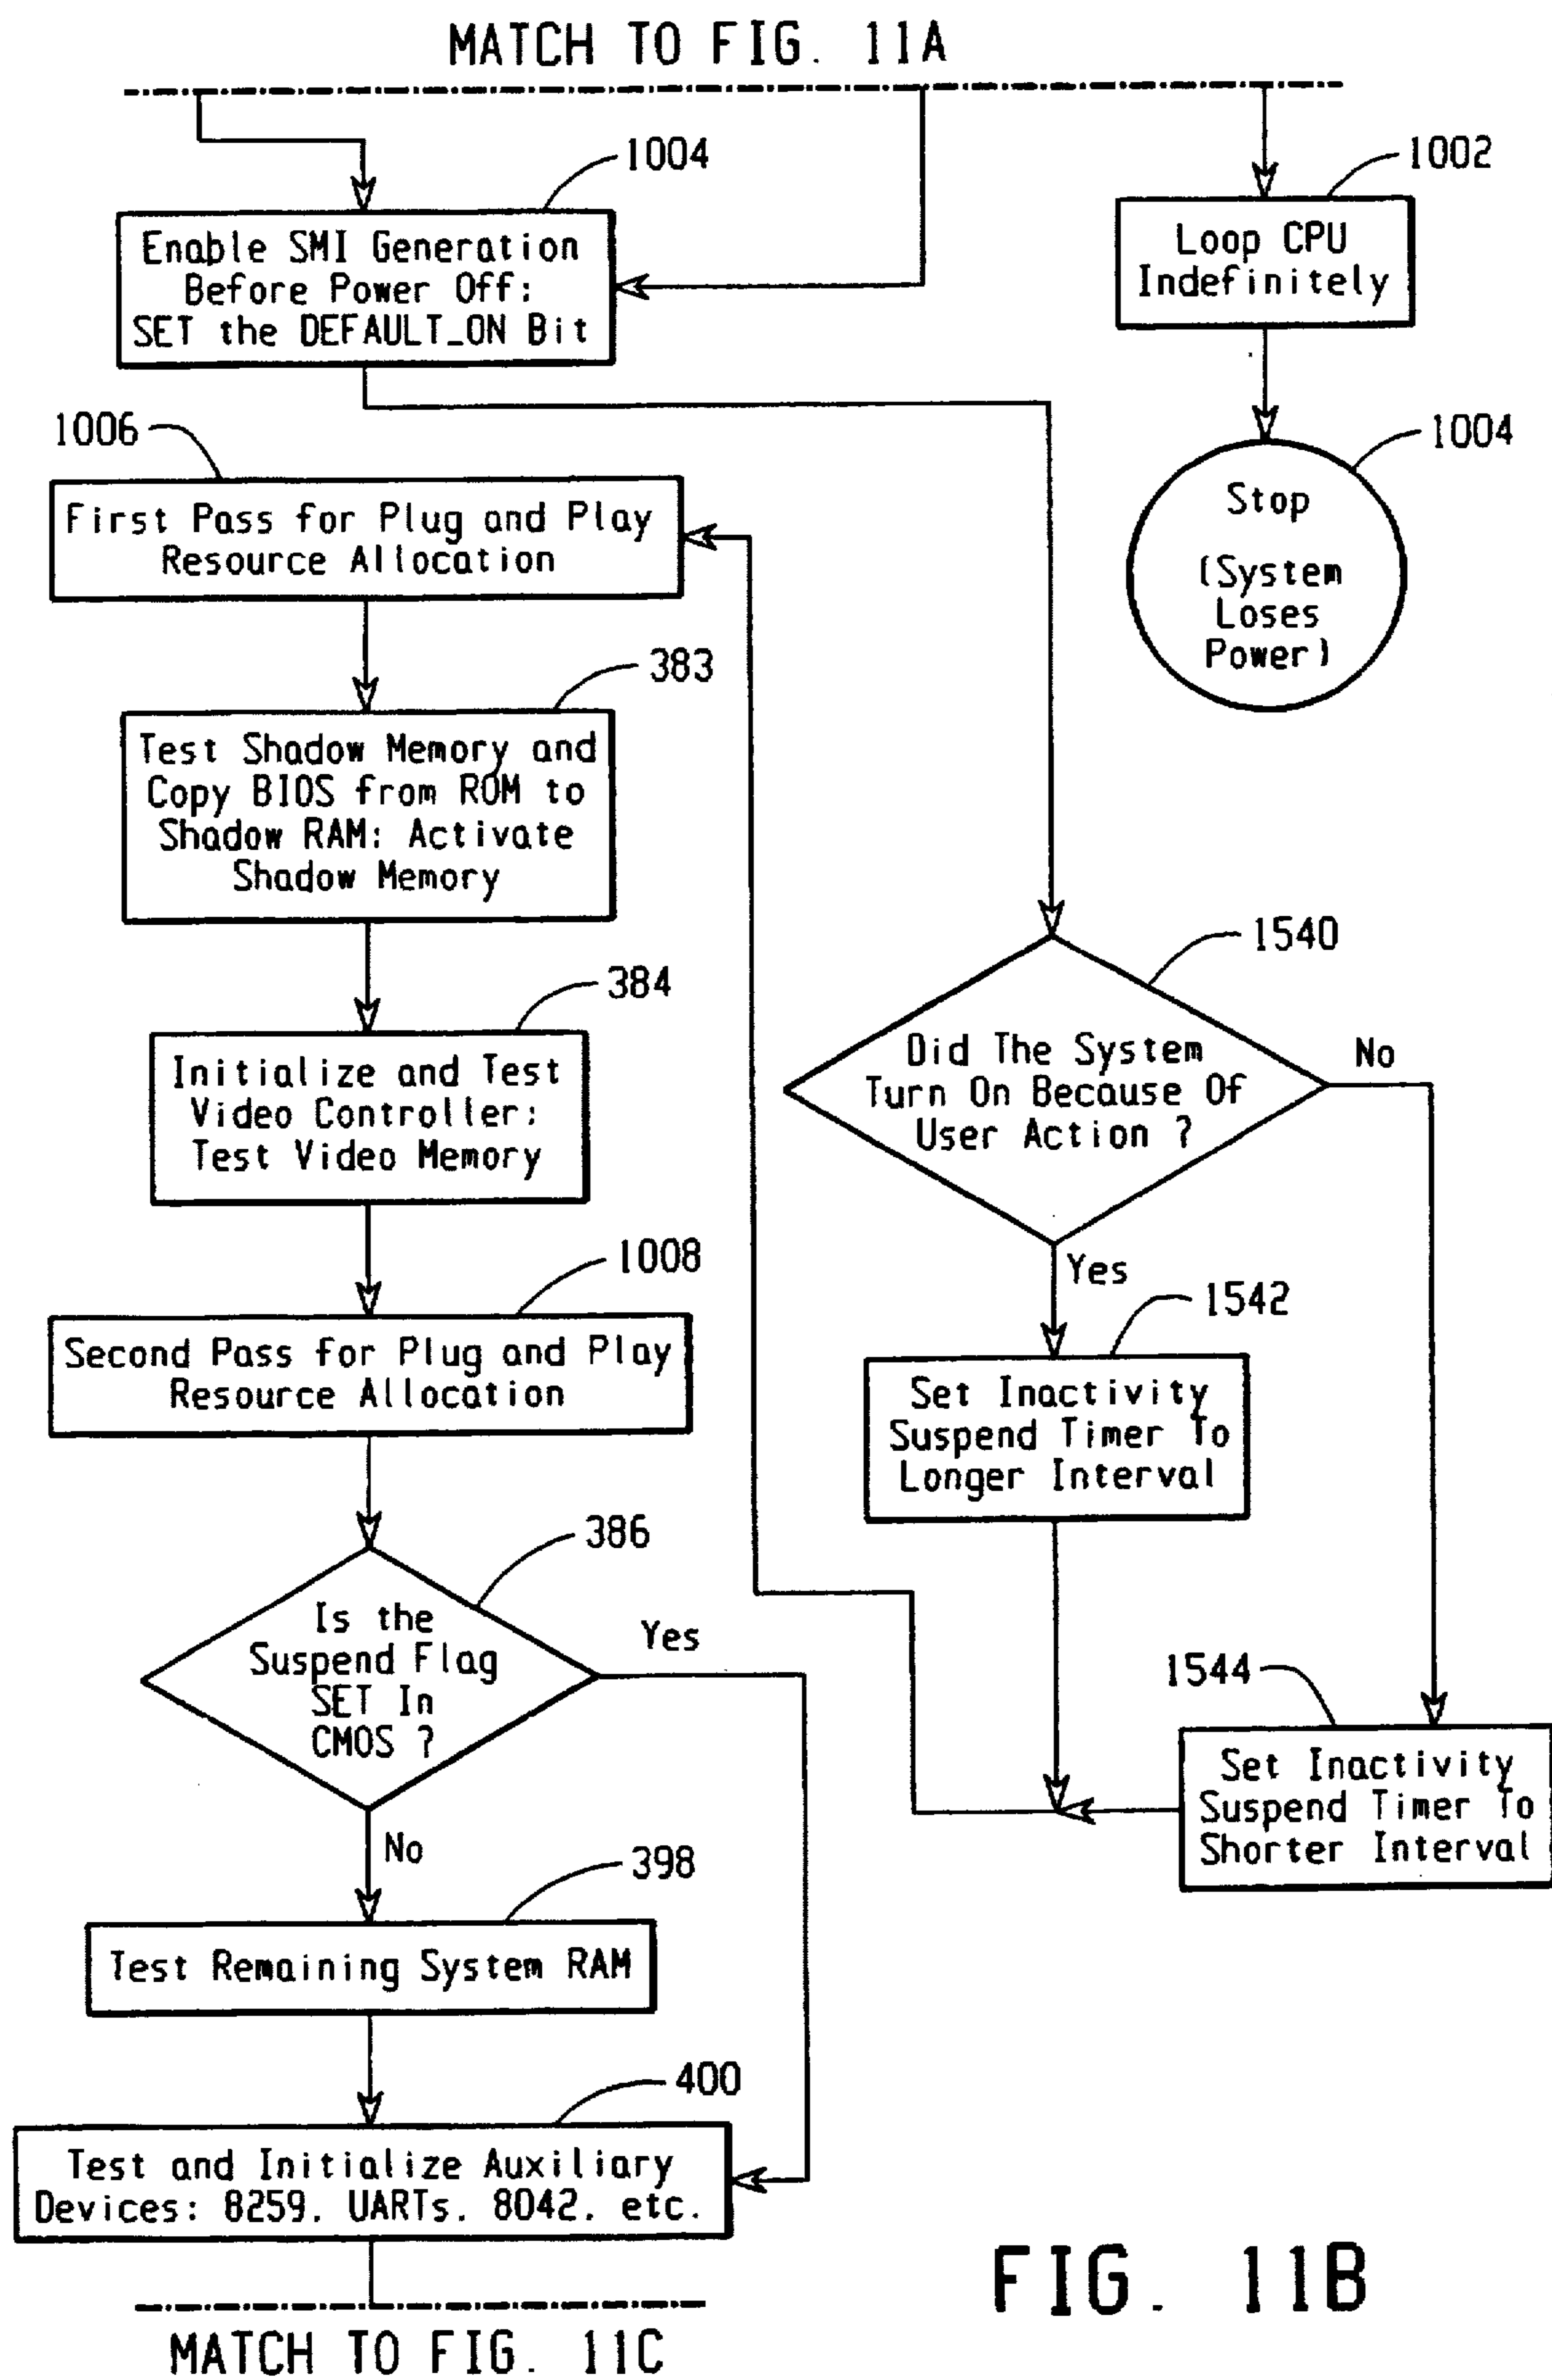 MATCH TO FIG. 11A
1004
Enable SMI Generation
Before Power Off;
SET the DEFAULT_ON Bit
1002
Loop CPU
Indefinitely
1004
Stop
(System
Loses
Power)
1006
First Pass for Plug and Play
Resource Allocation
383
Test Shadow Memory and
Copy BIOS from ROM to
Shadow RAM; Activate
Shadow Memory
384
Initialize and Test
Video Controller;
Test Video Memory
1008
Second Pass for Plug and Play
Resource Allocation
386
Is the
Suspend Flag
SET In
CMOS ?
Yes
No
398
Test Remaining System RAM
400
Test and Initialize Auxiliary
Devices: 8259, UARTs, 8042, etc.
1540
Did The System
Turn On Because Of
User Action ?
No
Yes
1542
Set Inactivity
Suspend Timer To
Longer Interval
1544
Set Inactivity
Suspend Timer To
Shorter Interval
MATCH TO FIG. 11C
FIG. 11B